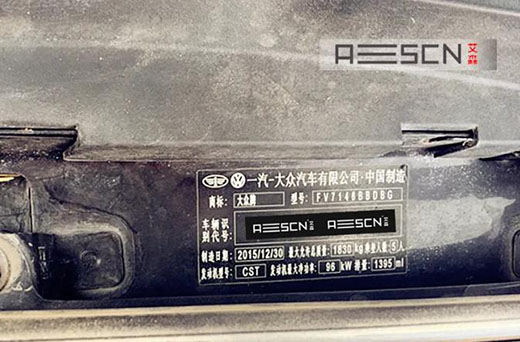 AESCN 艾森
一汽-大众汽车有限公司·中国制造
商标: 大众牌 型号: FV7146BBDBG
车辆识别代号: AESCN AESCN
制造日期: 2015/12/30 最大允许总质量: 1830 kg 乘坐人数: 5人
发动机型号: CST 发动机最大净功率: 96 kW 排量: 1395 ml